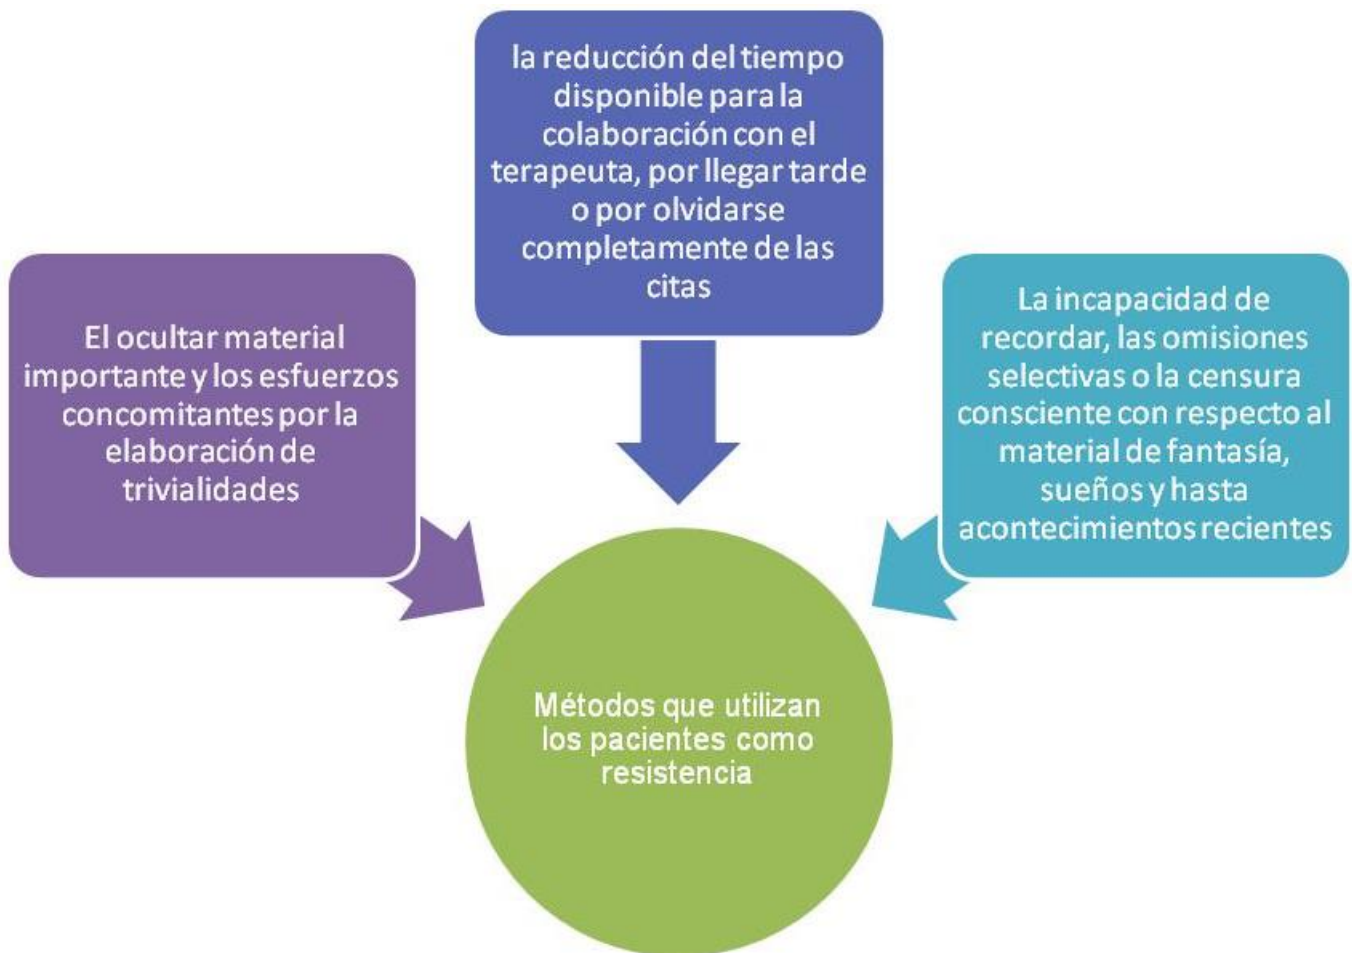 la reducción del tiempo
disponible para la
colaboración con el
terapeuta, por llegar tarde
o por olvidarse
completamente de las
citas
El ocultar material
importante y los esfuerzos
concomitantes por la
elaboración de
trivialidades
La incapacidad de
recordar, las omisiones
selectivas o la censura
consciente con respecto al
material de fantasía,
sueños y hasta
acontecimientos recientes
Métodos que utilizan
los pacientes como
resistencia